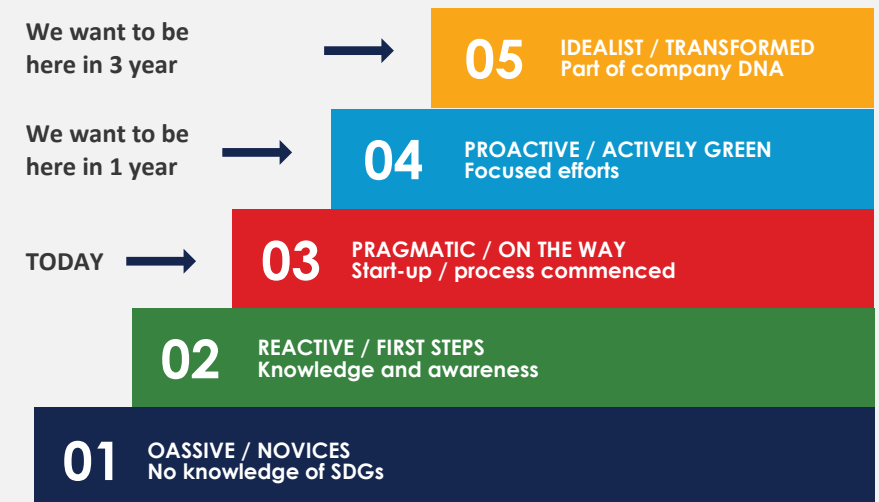 We want to be
here in 3 year
05
IDEALIST / TRANSFORMED
Part of company DNA
We want to be
here in 1 year
04
PROACTIVE / ACTIVELY GREEN
Focused efforts
TODAY
03
PRAGMATIC / ON THE WAY
Start-up / process commenced
02
REACTIVE / FIRST STEPS
Knowledge and awareness
01
OASSIVE / NOVICES
No knowledge of SDGs